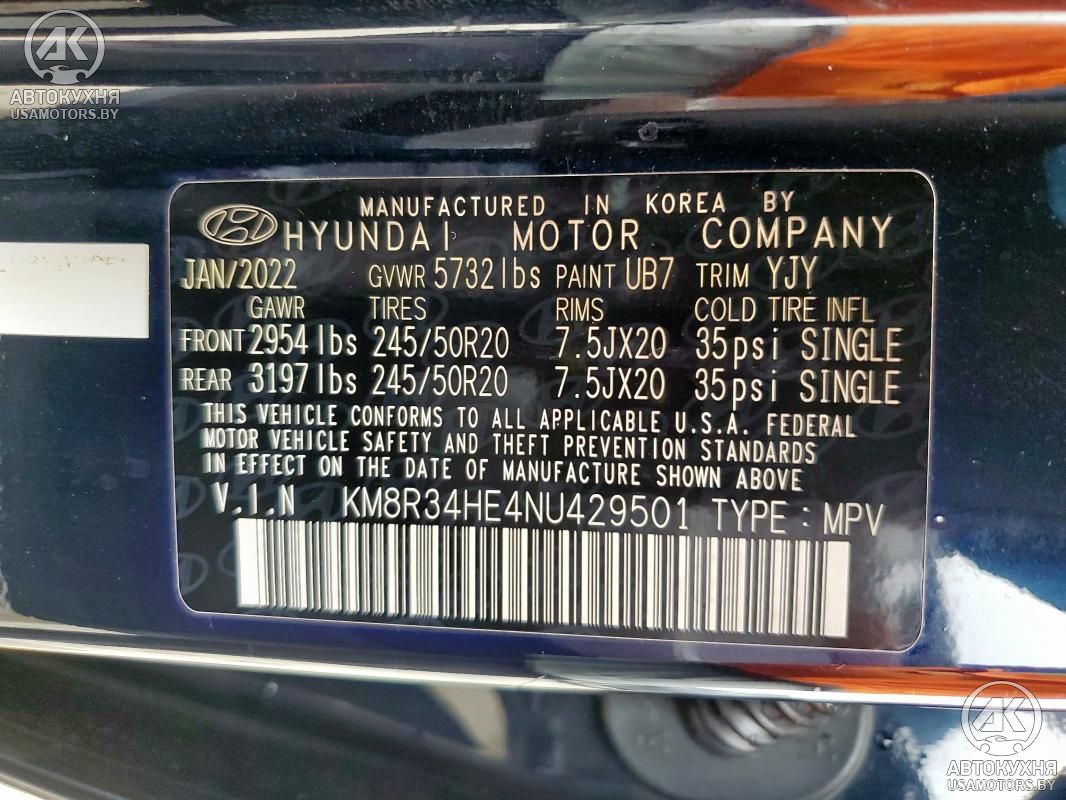 АК
АВТОКУХНЯ
USAMOTORS.BY
MANUFACTURED IN KOREA BY
HYUNDAI MOTOR COMPANY
JAN/2022 GVWR 5732lbs PAINT UB7 TRIM YJY
GAWR TIRES RIMS COLD TIRE INFL
FRONT 2954lbs 245/50R20 7.5JX20 35psi SINGLE
REAR 3197lbs 245/50R20 7.5JX20 35psi SINGLE
THIS VEHICLE CONFORMS TO ALL APPLICABLE U.S.A. FEDERAL
MOTOR VEHICLE SAFETY AND THEFT PREVENTION STANDARDS
IN EFFECT ON THE DATE OF MANUFACTURE SHOWN ABOVE
V.I.N KM8R34HE4NU429501 TYPE : MPV
АК
АВТОКУХНЯ
USAMOTORS.BY